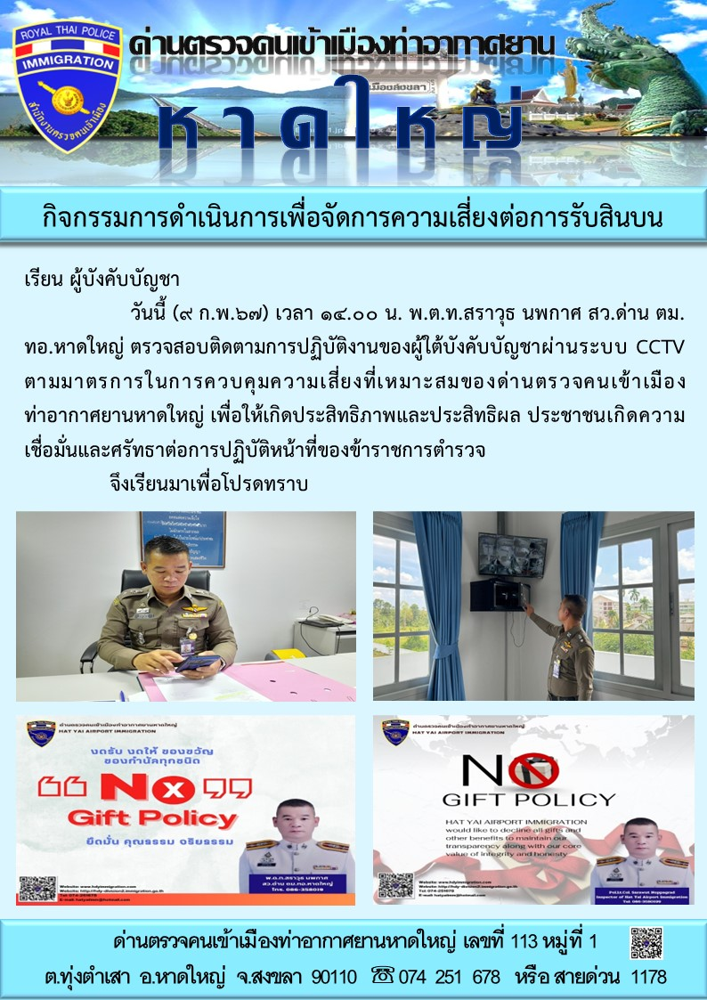 ROYAL THAI POLICE
IMMIGRATION
สำนักงานตรวจคนเข้าเมือง
ด่านตรวจคนเข้าเมืองท่าอากาศยาน
เมืองสงขลา
หาดใหญ่
กิจกรรมการดำเนินการเพื่อจัดการความเสี่ยงต่อการรับสินบน
เรียน ผู้บังคับบัญชา
วันนี้ (๙ ก.พ.๖๗) เวลา ๑๔.๐๐ น. พ.ต.ท.สราวุธ นพกาศ สว.ด่าน ตม.
ทอ.หาดใหญ่ ตรวจสอบติดตามการปฏิบัติงานของผู้ใต้บังคับบัญชาผ่านระบบ CCTV
ตามมาตรการในการควบคุมความเสี่ยงที่เหมาะสมของด่านตรวจคนเข้าเมือง
ท่าอากาศยานหาดใหญ่ เพื่อให้เกิดประสิทธิภาพและประสิทธิผล ประชาชนเกิดความ
เชื่อมั่นและศรัทธาต่อการปฏิบัติหน้าที่ของข้าราชการตำรวจ
จึงเรียนมาเพื่อโปรดทราบ
ด่านตรวจคนเข้าเมืองท่าอากาศยานหาดใหญ่
HAT YAI AIRPORT IMMIGRATION
งดรับ งดให้ ของขวัญ
ของกำนัลทุกชนิด
No
Gift Policy
ยึดมั่น คุณธรรม จริยธรรม
พ.ต.ท.สราวุธ นพกาศ
สว.ด่าน ตม.ทอ.หาดใหญ่
โทร. 086-358019
Website: www.hdyimmigration.com
Tel: 074-251678
ด่านตรวจคนเข้าเมืองท่าอากาศยานหาดใหญ่
HAT YAI AIRPORT IMMIGRATION
NO
GIFT POLICY
HAT YAI AIRPORT IMMIGRATION
would like to decline all gifts and
other benefits to maintain our
transparency along with our core
value of integrity and honesty
Inspector of Hat Yai Airport Immigration
Website: www.hdyimmigration.com
Tel: 074-251678
ด่านตรวจคนเข้าเมืองท่าอากาศยานหาดใหญ่ เลขที่ 113 หมู่ที่ 1
ต.ทุ่งตำเสา อ.หาดใหญ่ จ.สงขลา 90110 ☏ 074 251 678 หรือ สายด่วน 1178